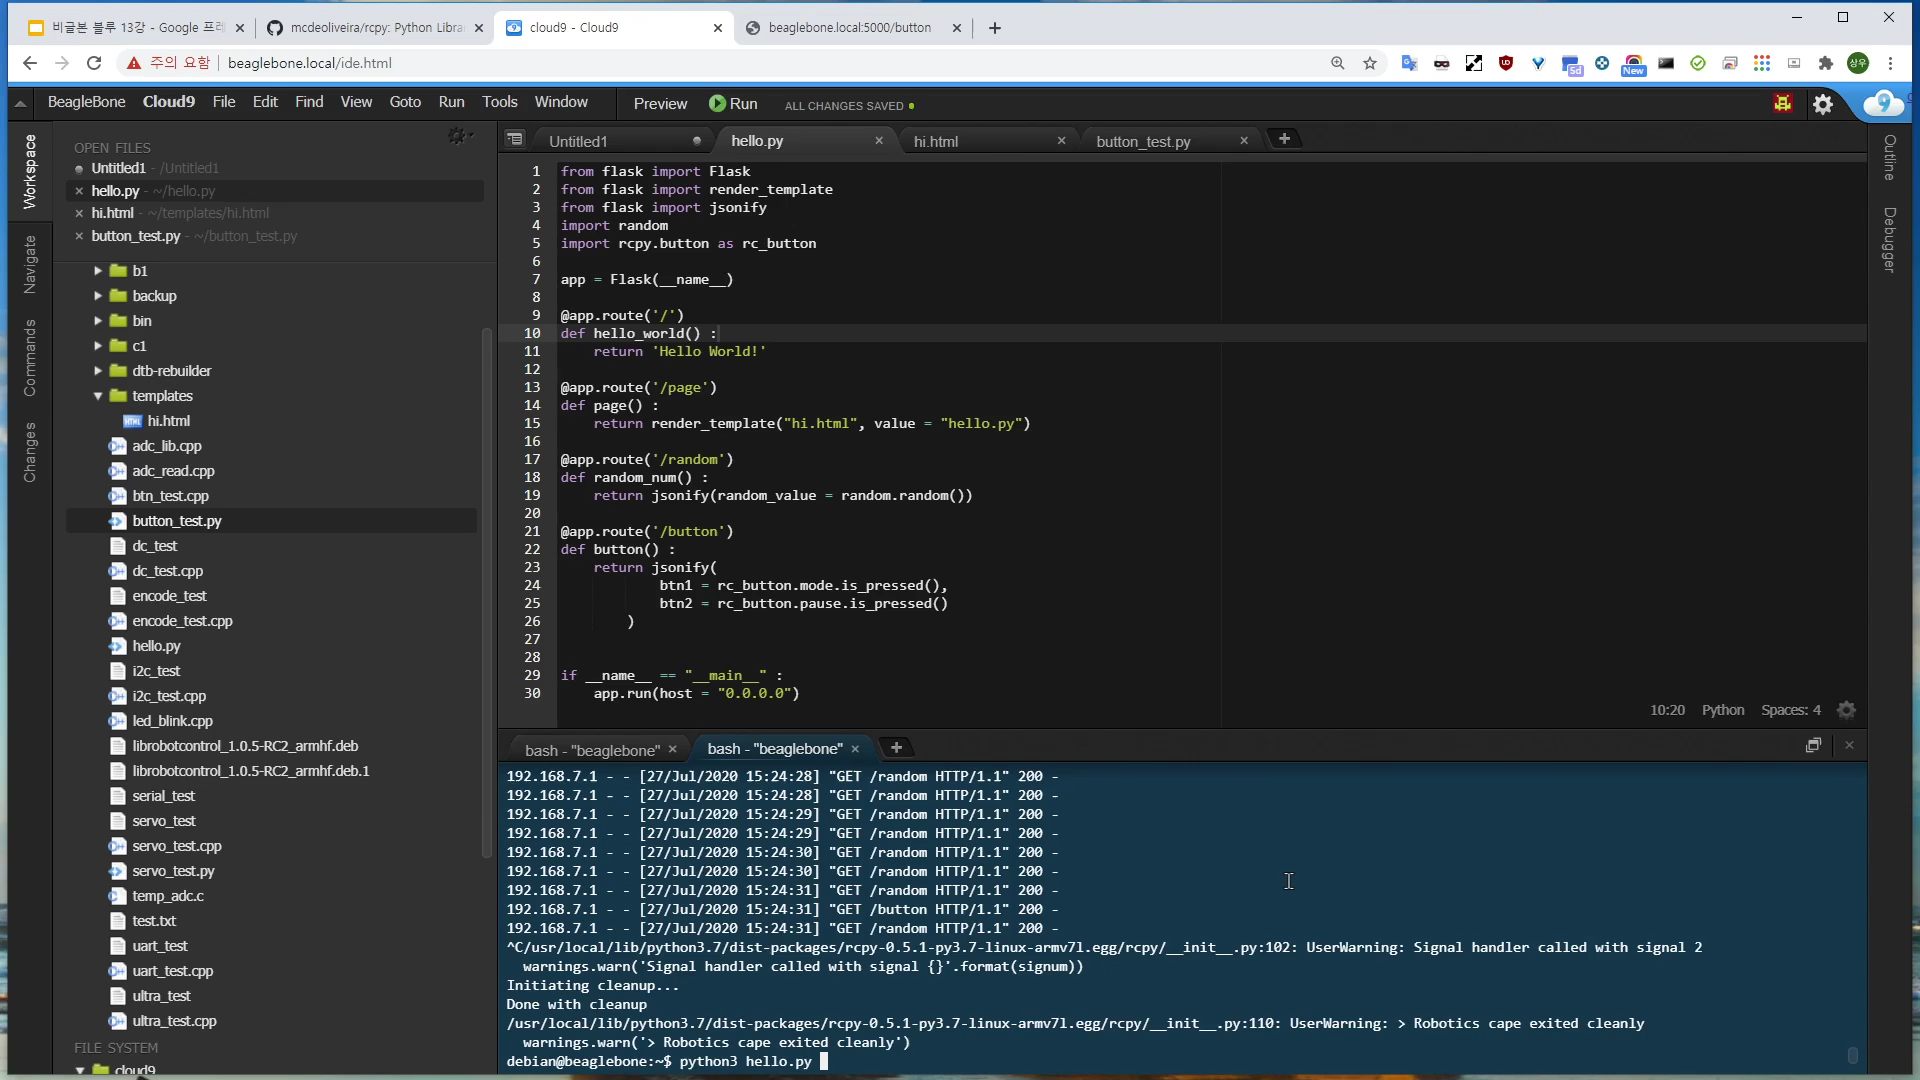 비글본 블루 13강 - Google 프레
mcdeoliveira/rcpy: Python Libra
cloud9 - Cloud9
beaglebone.local:5000/button
주의 요함
beaglebone.local/ide.html
5d
New
상우
BeagleBone
Cloud9
File
Edit
Find
View
Goto
Run
Tools
Window
Preview
Run
ALL CHANGES SAVED
Workspace
Navigate
Commands
Changes
OPEN FILES
Untitled1 - /Untitled1
hello.py - ~/hello.py
hi.html - ~/templates/hi.html
button_test.py - ~/button_test.py
b1
backup
bin
c1
dtb-rebuilder
templates
hi.html
adc_lib.cpp
adc_read.cpp
btn_test.cpp
button_test.py
dc_test
dc_test.cpp
encode_test
encode_test.cpp
hello.py
i2c_test
i2c_test.cpp
led_blink.cpp
librobotcontrol_1.0.5-RC2_armhf.deb
librobotcontrol_1.0.5-RC2_armhf.deb.1
serial_test
servo_test
servo_test.cpp
servo_test.py
temp_adc.c
test.txt
uart_test
uart_test.cpp
ultra_test
ultra_test.cpp
FILE SYSTEM
cloud9
Untitled1
hello.py
hi.html
button_test.py
1 from flask import Flask
2 from flask import render_template
3 from flask import jsonify
4 import random
5 import rcpy.button as rc_button
6
7 app = Flask(__name__)
8
9 @app.route('/')
10 def hello_world() :
11     return 'Hello World!'
12
13 @app.route('/page')
14 def page() :
15     return render_template("hi.html", value = "hello.py")
16
17 @app.route('/random')
18 def random_num() :
19     return jsonify(random_value = random.random())
20
21 @app.route('/button')
22 def button() :
23     return jsonify(
24             btn1 = rc_button.mode.is_pressed(),
25             btn2 = rc_button.pause.is_pressed()
26         )
27
28
29 if __name__ == "__main__" :
30     app.run(host = "0.0.0.0")
10:20
Python
Spaces: 4
Outline
Debugger
bash - "beaglebone"
bash - "beaglebone"
192.168.7.1 - - [27/Jul/2020 15:24:28] "GET /random HTTP/1.1" 200 -
192.168.7.1 - - [27/Jul/2020 15:24:28] "GET /random HTTP/1.1" 200 -
192.168.7.1 - - [27/Jul/2020 15:24:29] "GET /random HTTP/1.1" 200 -
192.168.7.1 - - [27/Jul/2020 15:24:29] "GET /random HTTP/1.1" 200 -
192.168.7.1 - - [27/Jul/2020 15:24:30] "GET /random HTTP/1.1" 200 -
192.168.7.1 - - [27/Jul/2020 15:24:30] "GET /random HTTP/1.1" 200 -
192.168.7.1 - - [27/Jul/2020 15:24:31] "GET /random HTTP/1.1" 200 -
192.168.7.1 - - [27/Jul/2020 15:24:31] "GET /button HTTP/1.1" 200 -
192.168.7.1 - - [27/Jul/2020 15:24:31] "GET /random HTTP/1.1" 200 -
^C/usr/local/lib/python3.7/dist-packages/rcpy-0.5.1-py3.7-linux-armv7l.egg/rcpy/__init__.py:102: UserWarning: Signal handler called with signal 2
  warnings.warn('Signal handler called with signal {}'.format(signum))
Initiating cleanup...
Done with cleanup
/usr/local/lib/python3.7/dist-packages/rcpy-0.5.1-py3.7-linux-armv7l.egg/rcpy/__init__.py:110: UserWarning: > Robotics cape exited cleanly
  warnings.warn('> Robotics cape exited cleanly')
debian@beaglebone:~$ python3 hello.py